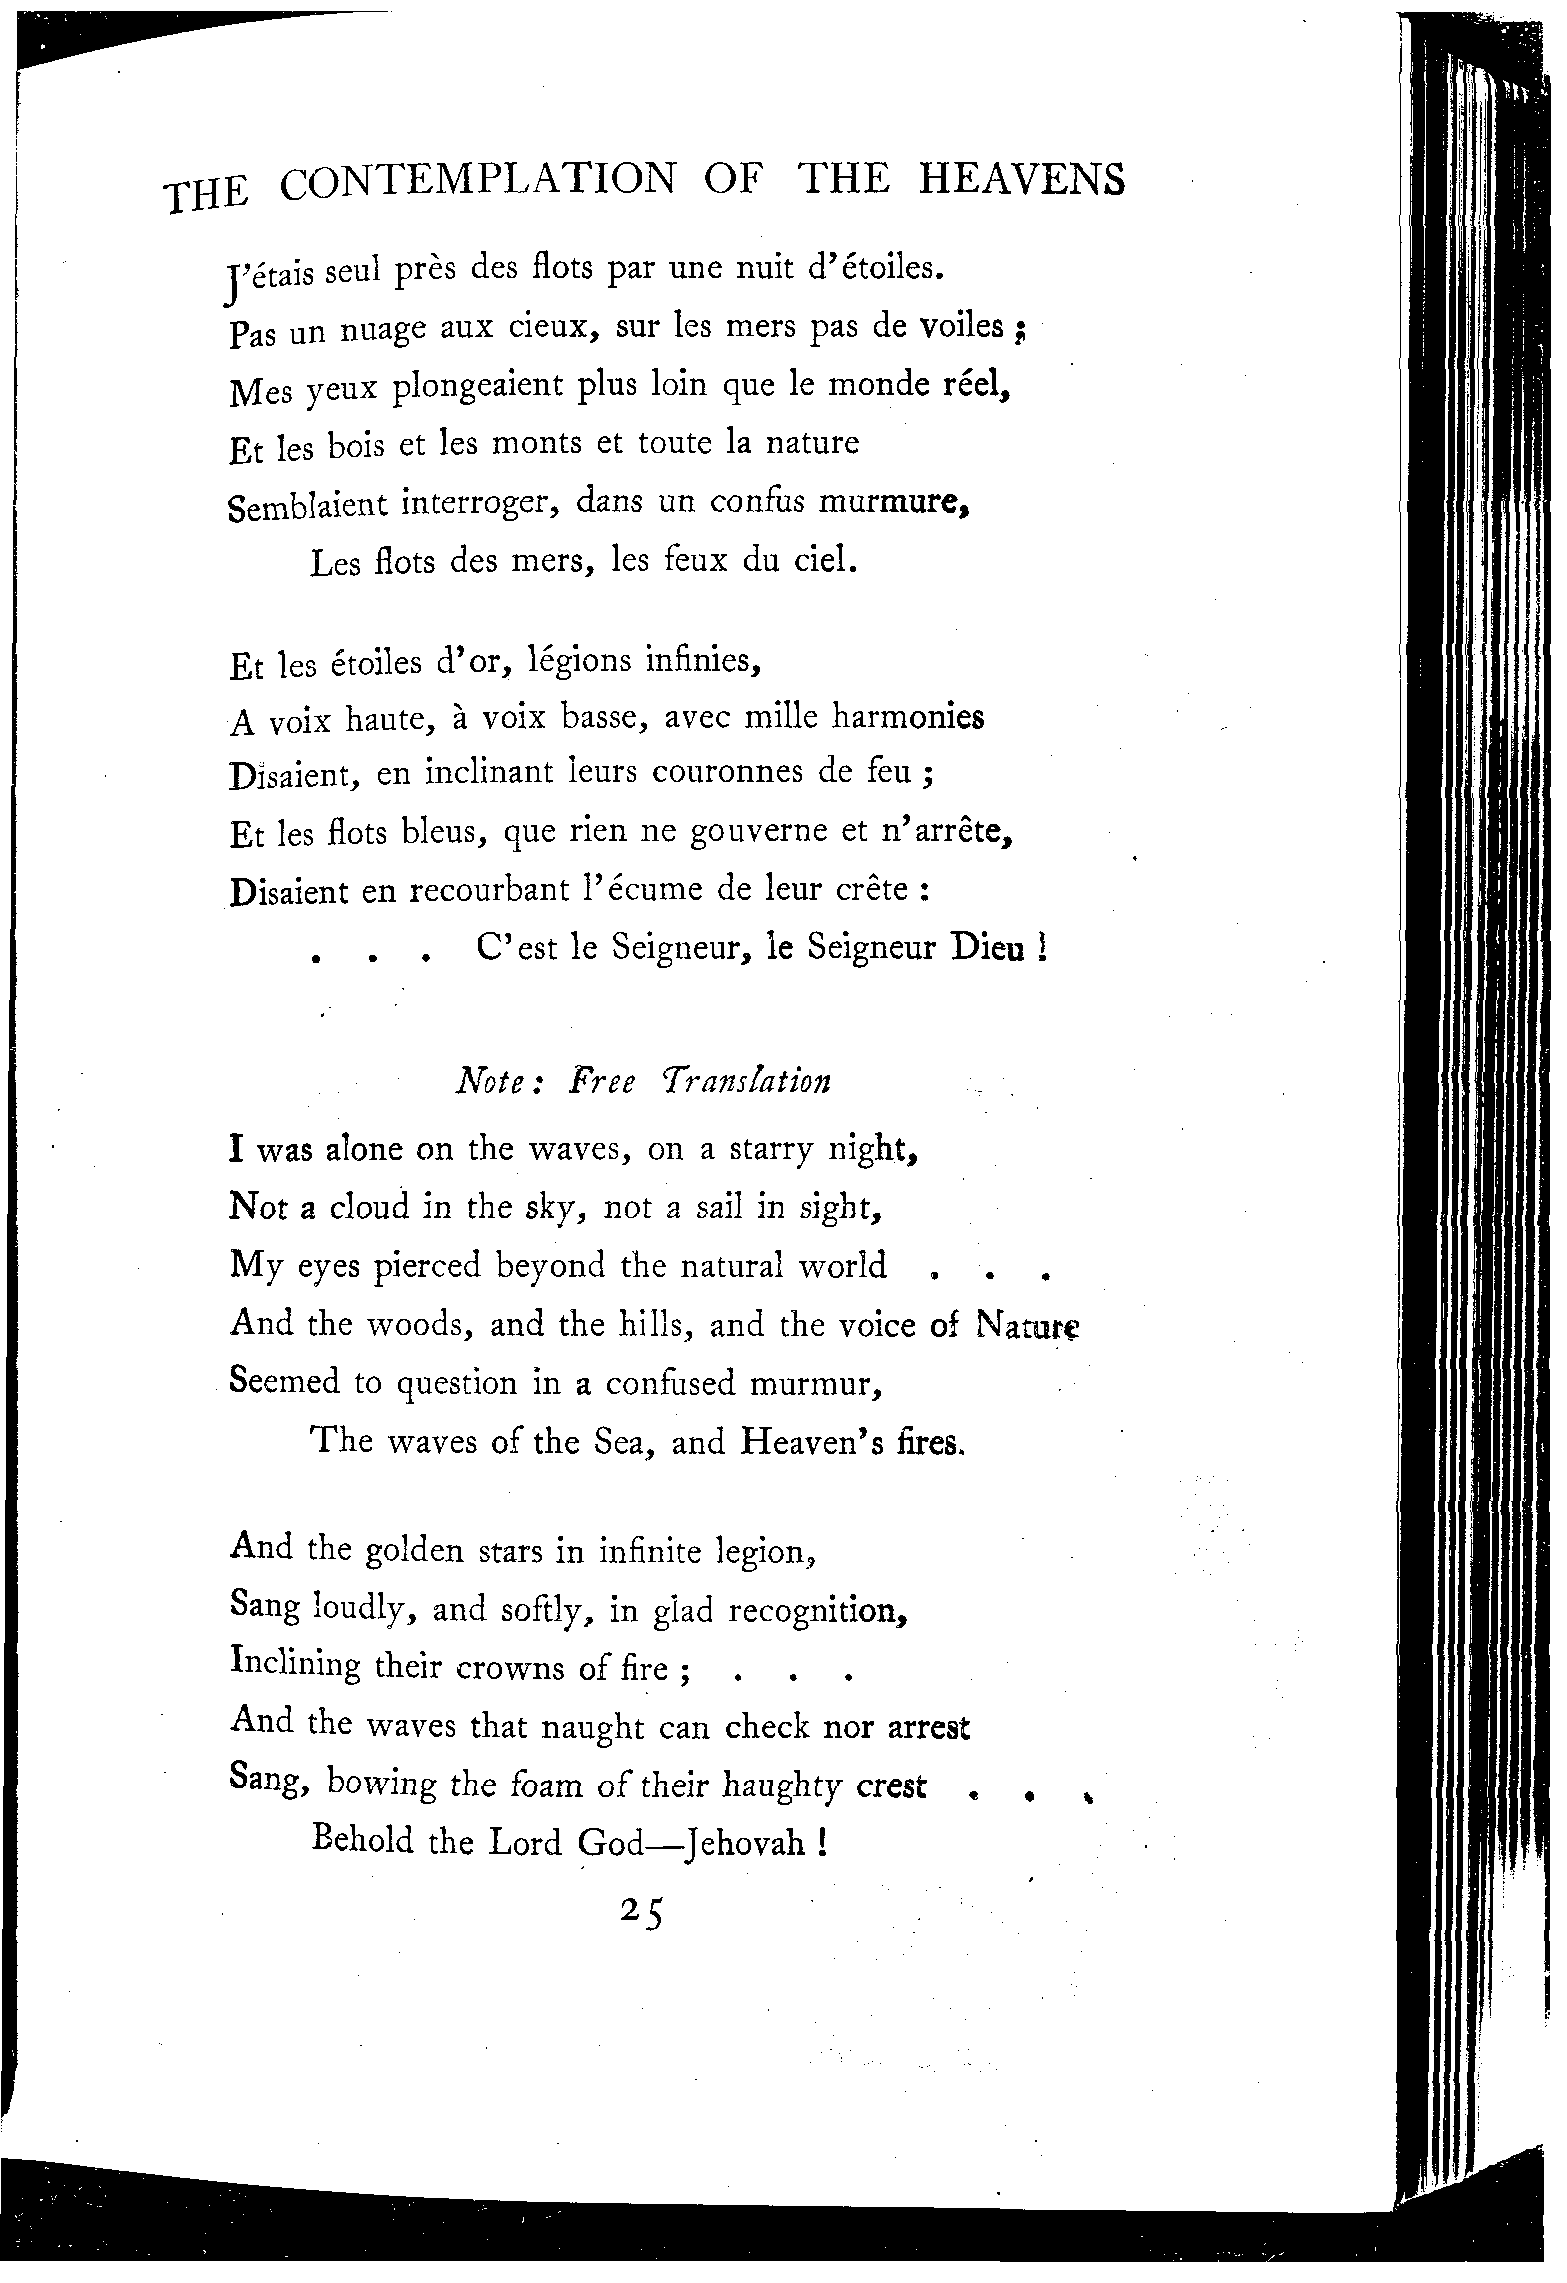 THE CONTEMPLATION OF THE HEAVENS
J’étais seul près des flots par une nuit d’étoiles.
Pas un nuage aux cieux, sur les mers pas de voiles ;
Mes yeux plongeaient plus loin que le monde réel,
Et les bois et les monts et toute la nature
Semblaient interroger, dans un confus murmure,
Les flots des mers, les feux du ciel.
Et les étoiles d’or, légions infinies,
A voix haute, à voix basse, avec mille harmonies
Disaient, en inclinant leurs couronnes de feu ;
Et les flots bleus, que rien ne gouverne et n’arrête,
Disaient en recourbant l’écume de leur crête :
. . . C’est le Seigneur, le Seigneur Dieu !
Note : Free Translation
I was alone on the waves, on a starry night,
Not a cloud in the sky, not a sail in sight,
My eyes pierced beyond the natural world . . .
And the woods, and the hills, and the voice of Nature
Seemed to question in a confused murmur,
The waves of the Sea, and Heaven’s fires.
And the golden stars in infinite legion,
Sang loudly, and softly, in glad recognition,
Inclining their crowns of fire ; . . .
And the waves that naught can check nor arrest
Sang, bowing the foam of their haughty crest . . .
Behold the Lord God—Jehovah !
25